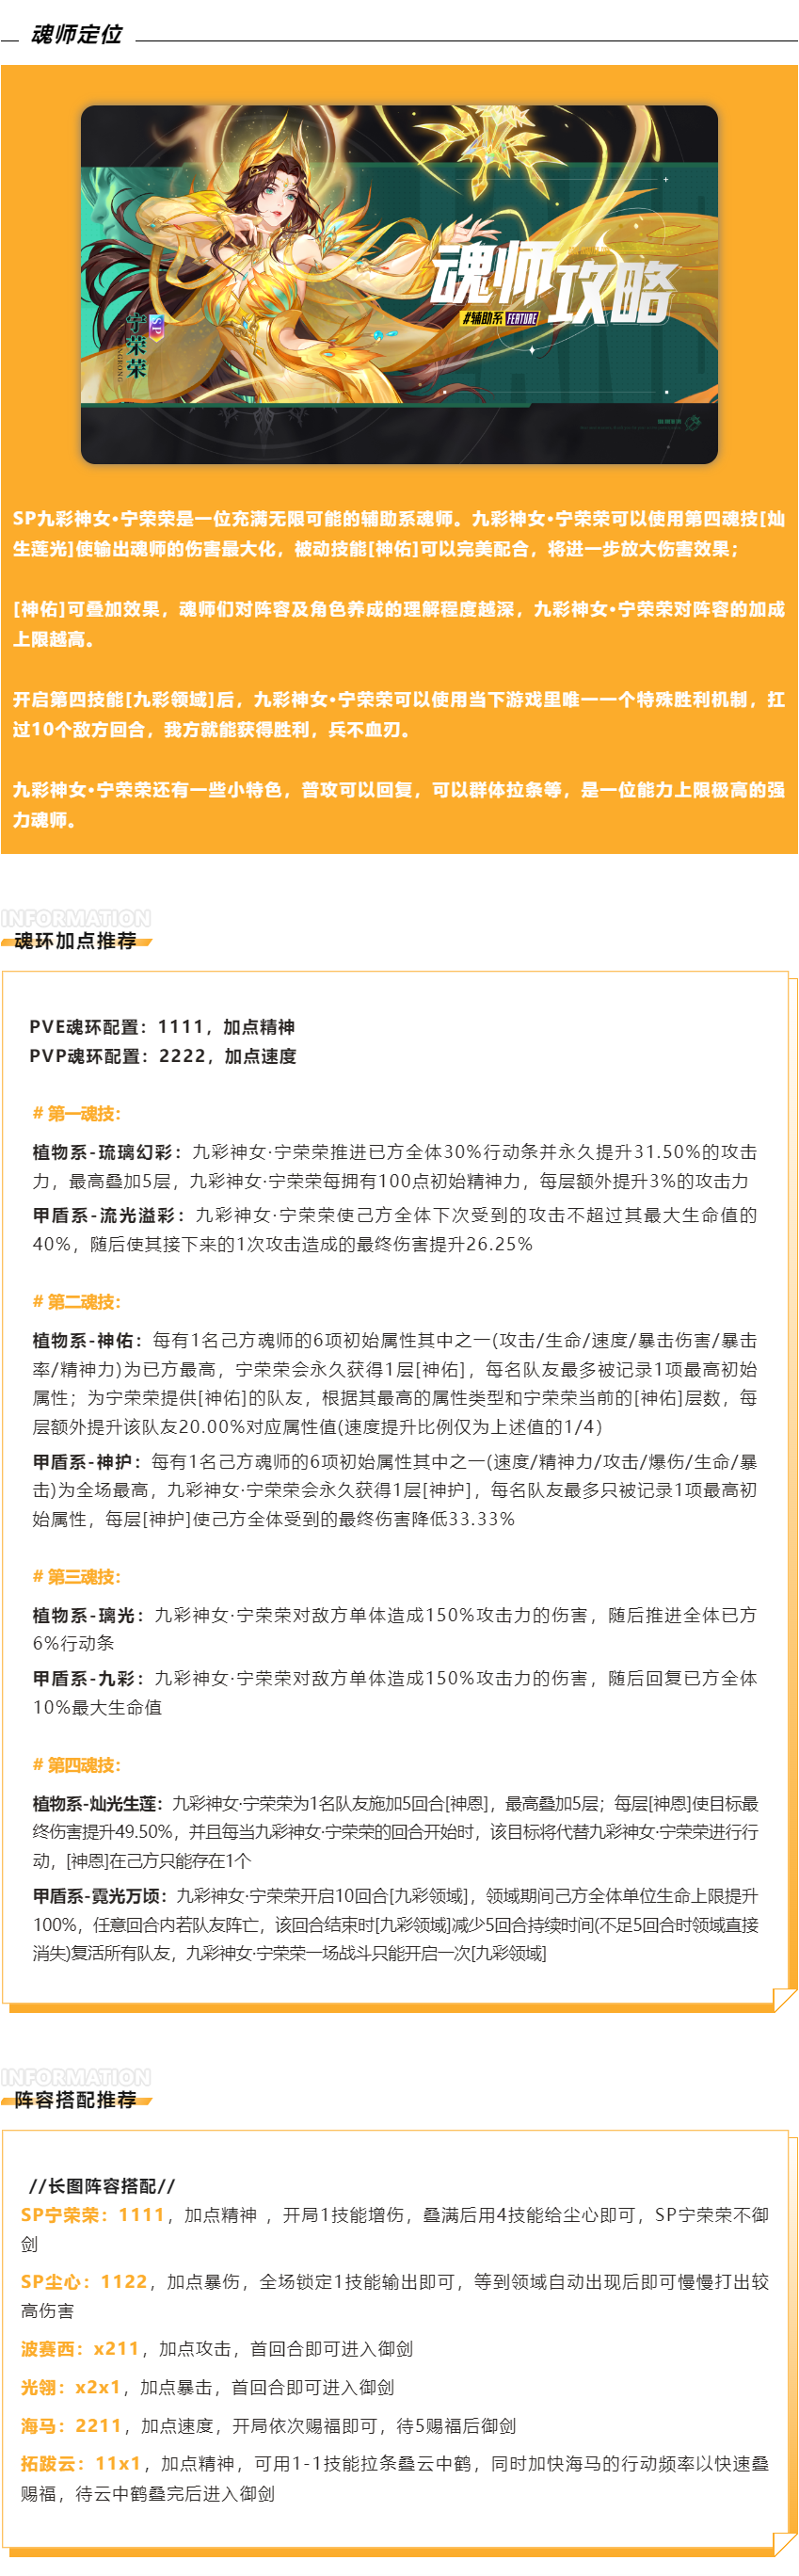 魂师定位
魂师攻略
#辅助系 FEATURE
SP
宁荣荣
SP九彩神女•宁荣荣是一位充满无限可能的辅助系魂师。九彩神女•宁荣荣可以使用第四魂技[灿
生莲光]使输出魂师的伤害最大化，被动技能[神佑]可以完美配合，将进一步放大伤害效果；
[神佑]可叠加效果，魂师们对阵容及角色养成的理解程度越深，九彩神女•宁荣荣对阵容的加成
上限越高。
开启第四技能[九彩领域]后，九彩神女•宁荣荣可以使用当下游戏里唯一一个特殊胜利机制，扛
过10个敌方回合，我方就能获得胜利，兵不血刃。
九彩神女•宁荣荣还有一些小特色，普攻可以回复，可以群体拉条等，是一位能力上限极高的强
力魂师。
INFORMATION
魂环加点推荐
PVE魂环配置：1111，加点精神
PVP魂环配置：2222，加点速度
# 第一魂技：
植物系-琉璃幻彩：九彩神女·宁荣荣推进已方全体30%行动条并永久提升31.50%的攻击
力，最高叠加5层，九彩神女·宁荣荣每拥有100点初始精神力，每层额外提升3%的攻击力
甲盾系-流光溢彩：九彩神女·宁荣荣使己方全体下次受到的攻击不超过其最大生命值的
40%，随后使其接下来的1次攻击造成的最终伤害提升26.25%
# 第二魂技：
植物系-神佑：每有1名己方魂师的6项初始属性其中之一(攻击/生命/速度/暴击伤害/暴击
率/精神力)为已方最高，宁荣荣会永久获得1层[神佑]，每名队友最多被记录1项最高初始
属性；为宁荣荣提供[神佑]的队友，根据其最高的属性类型和宁荣荣当前的[神佑]层数，每
层额外提升该队友20.00%对应属性值(速度提升比例仅为上述值的1/4）
甲盾系-神护：每有1名己方魂师的6项初始属性其中之一(速度/精神力/攻击/爆伤/生命/暴
击)为全场最高，九彩神女·宁荣荣会永久获得1层[神护]，每名队友最多只被记录1项最高初
始属性，每层[神护]使己方全体受到的最终伤害降低33.33%
# 第三魂技：
植物系-璃光：九彩神女·宁荣荣对敌方单体造成150%攻击力的伤害，随后推进全体已方
6%行动条
甲盾系-九彩：九彩神女·宁荣荣对敌方单体造成150%攻击力的伤害，随后回复已方全体
10%最大生命值
# 第四魂技：
植物系-灿光生莲：九彩神女·宁荣荣为1名队友施加5回合[神恩]，最高叠加5层；每层[神恩]使目标最
终伤害提升49.50%，并且每当九彩神女·宁荣荣的回合开始时，该目标将代替九彩神女·宁荣荣进行行
动，[神恩]在己方只能存在1个
甲盾系-霓光万顷：九彩神女·宁荣荣开启10回合[九彩领域]，领域期间己方全体单位生命上限提升
100%，任意回合内若队友阵亡，该回合结束时[九彩领域]减少5回合持续时间(不足5回合时领域直接
消失)复活所有队友，九彩神女·宁荣荣一场战斗只能开启一次[九彩领域]
INFORMATION
阵容搭配推荐
//长图阵容搭配//
SP宁荣荣：1111，加点精神 ，开局1技能增伤，叠满后用4技能给尘心即可，SP宁荣荣不御
剑
SP尘心：1122，加点暴伤，全场锁定1技能输出即可，等到领域自动出现后即可慢慢打出较
高伤害
波赛西：x211，加点攻击，首回合即可进入御剑
光翎：x2x1，加点暴击，首回合即可进入御剑
海马：2211，加点速度，开局依次赐福即可，待5赐福后御剑
拓跋云：11x1，加点精神，可用1-1技能拉条叠云中鹤，同时加快海马的行动频率以快速叠
赐福，待云中鹤叠完后进入御剑